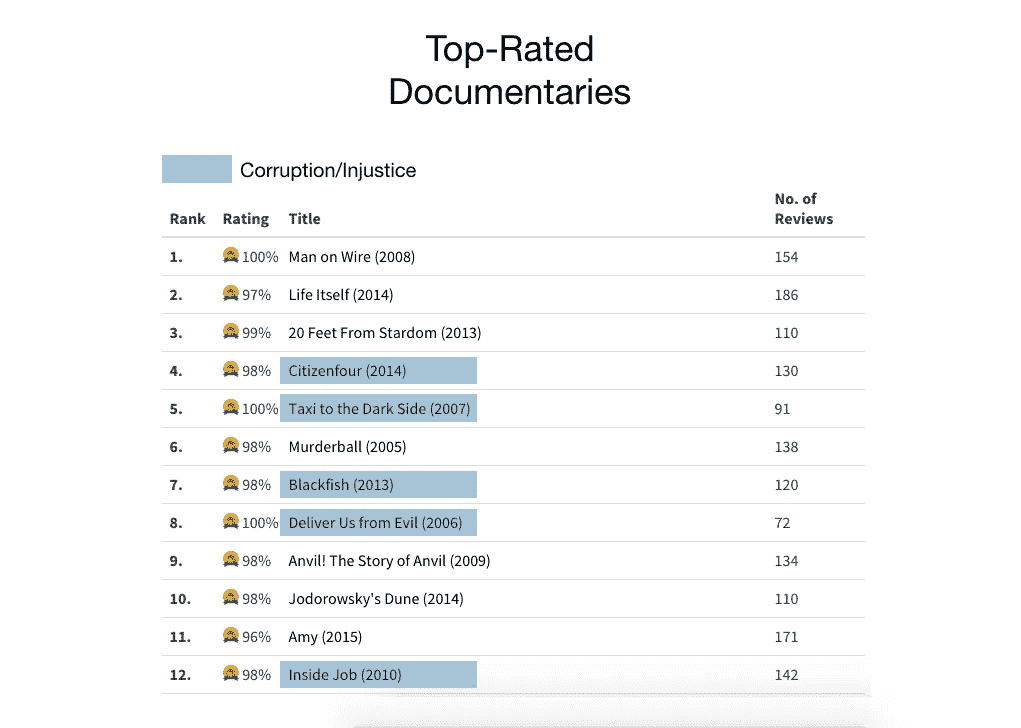 Top-Rated
Documentaries
Corruption/Injustice
Rank Rating Title No. of Reviews
1. 100% Man on Wire (2008) 154
2. 97% Life Itself (2014) 186
3. 99% 20 Feet From Stardom (2013) 110
4. 98% Citizenfour (2014) 130
5. 100% Taxi to the Dark Side (2007) 91
6. 98% Murderball (2005) 138
7. 98% Blackfish (2013) 120
8. 100% Deliver Us from Evil (2006) 72
9. 98% Anvil! The Story of Anvil (2009) 134
10. 98% Jodorowsky's Dune (2014) 110
11. 96% Amy (2015) 171
12. 98% Inside Job (2010) 142